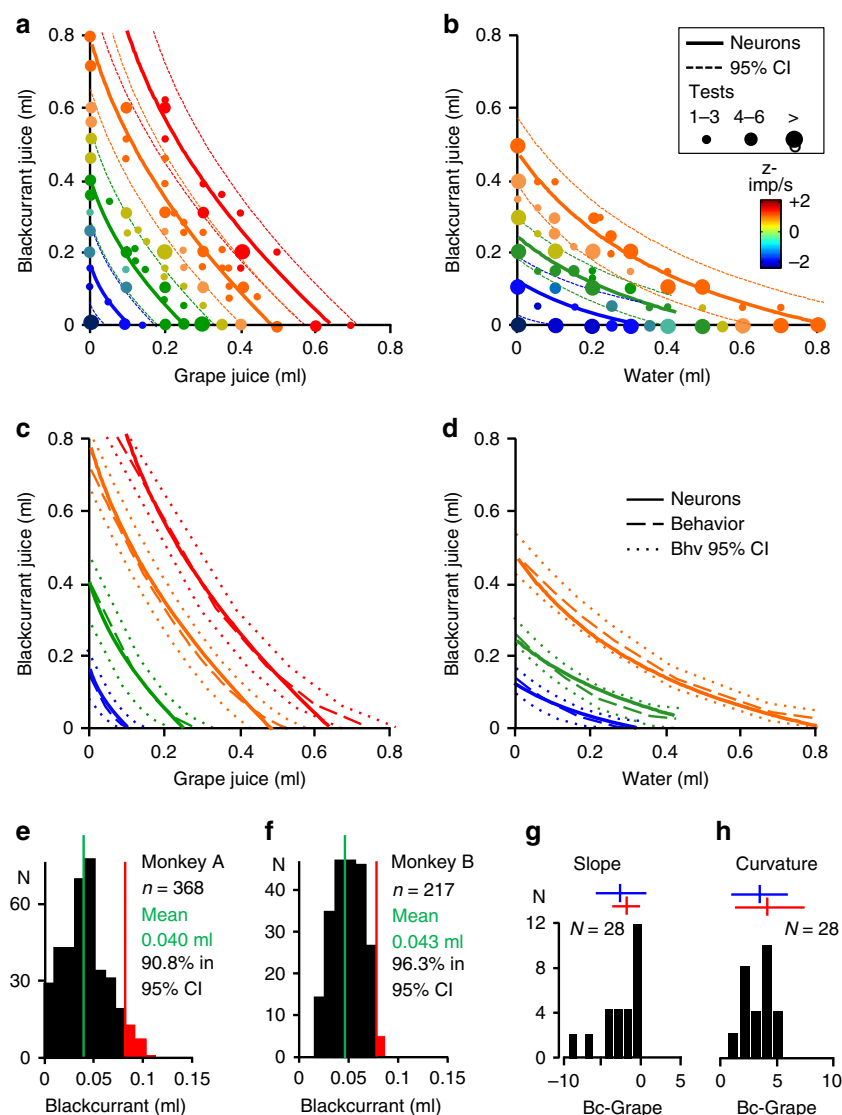 a
0.8
0.6
0.4
0.2
0
0 0.2 0.4 0.6 0.8
Blackcurrant juice (ml)
Grape juice (ml)
b
0.8
0.6
0.4
0.2
0
0 0.2 0.4 0.6 0.8
Blackcurrant juice (ml)
Water (ml)
Neurons
95% CI
Tests
1–3 4–6 >
z-
imp/s
+2
0
−2
c
0.8
0.6
0.4
0.2
0
0 0.2 0.4 0.6 0.8
Blackcurrant juice (ml)
Grape juice (ml)
d
0.8
0.6
0.4
0.2
0
0 0.2 0.4 0.6 0.8
Blackcurrant juice (ml)
Water (ml)
Neurons
Behavior
Bhv 95% CI
e
N
60
30
0
0 0.05 0.10 0.15
Blackcurrant (ml)
Monkey A
n = 368
Mean
0.040 ml
90.8% in
95% CI
f
N
40
20
0
0 0.05 0.10 0.15
Blackcurrant (ml)
Monkey B
n = 217
Mean
0.043 ml
96.3% in
95% CI
g
Slope
N
N = 28
12
8
4
0
−10 −5 0 5
Bc-Grape
h
Curvature
N = 28
0 5 10
Bc-Grape